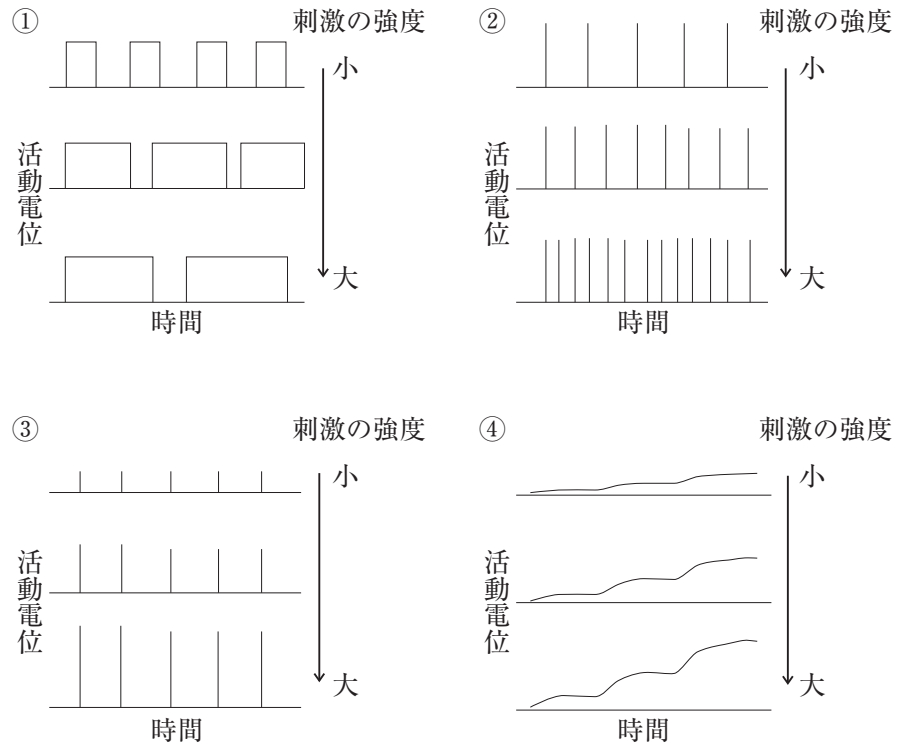 ① 刺激の強度
小
活動電位
大
時間
② 刺激の強度
小
活動電位
大
時間
③ 刺激の強度
小
活動電位
大
時間
④ 刺激の強度
小
活動電位
大
時間